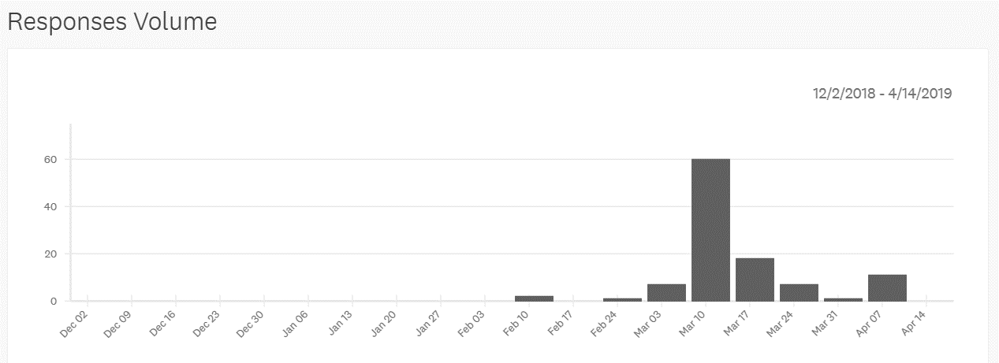 Responses Volume
12/2/2018 - 4/14/2019
60
40
20
0
Dec 02
Dec 09
Dec 16
Dec 23
Dec 30
Jan 06
Jan 13
Jan 20
Jan 27
Feb 03
Feb 10
Feb 17
Feb 24
Mar 03
Mar 10
Mar 17
Mar 24
Mar 31
Apr 07
Apr 14